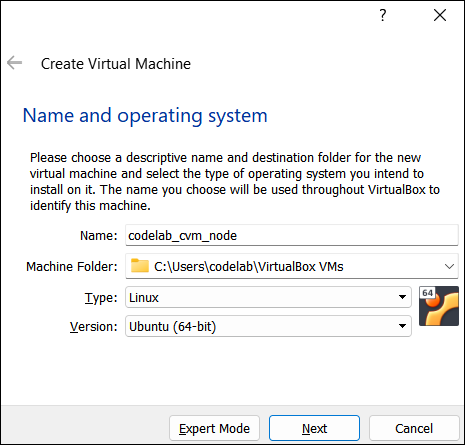 ?
Create Virtual Machine
Name and operating system
Please choose a descriptive name and destination folder for the new
virtual machine and select the type of operating system you intend to
install on it. The name you choose will be used throughout VirtualBox to
identify this machine.
Name: codelab_cvm_node
Machine Folder: C:\Users\codelab\VirtualBox VMs
Type: Linux
64
Version: Ubuntu (64-bit)
Expert Mode Next Cancel